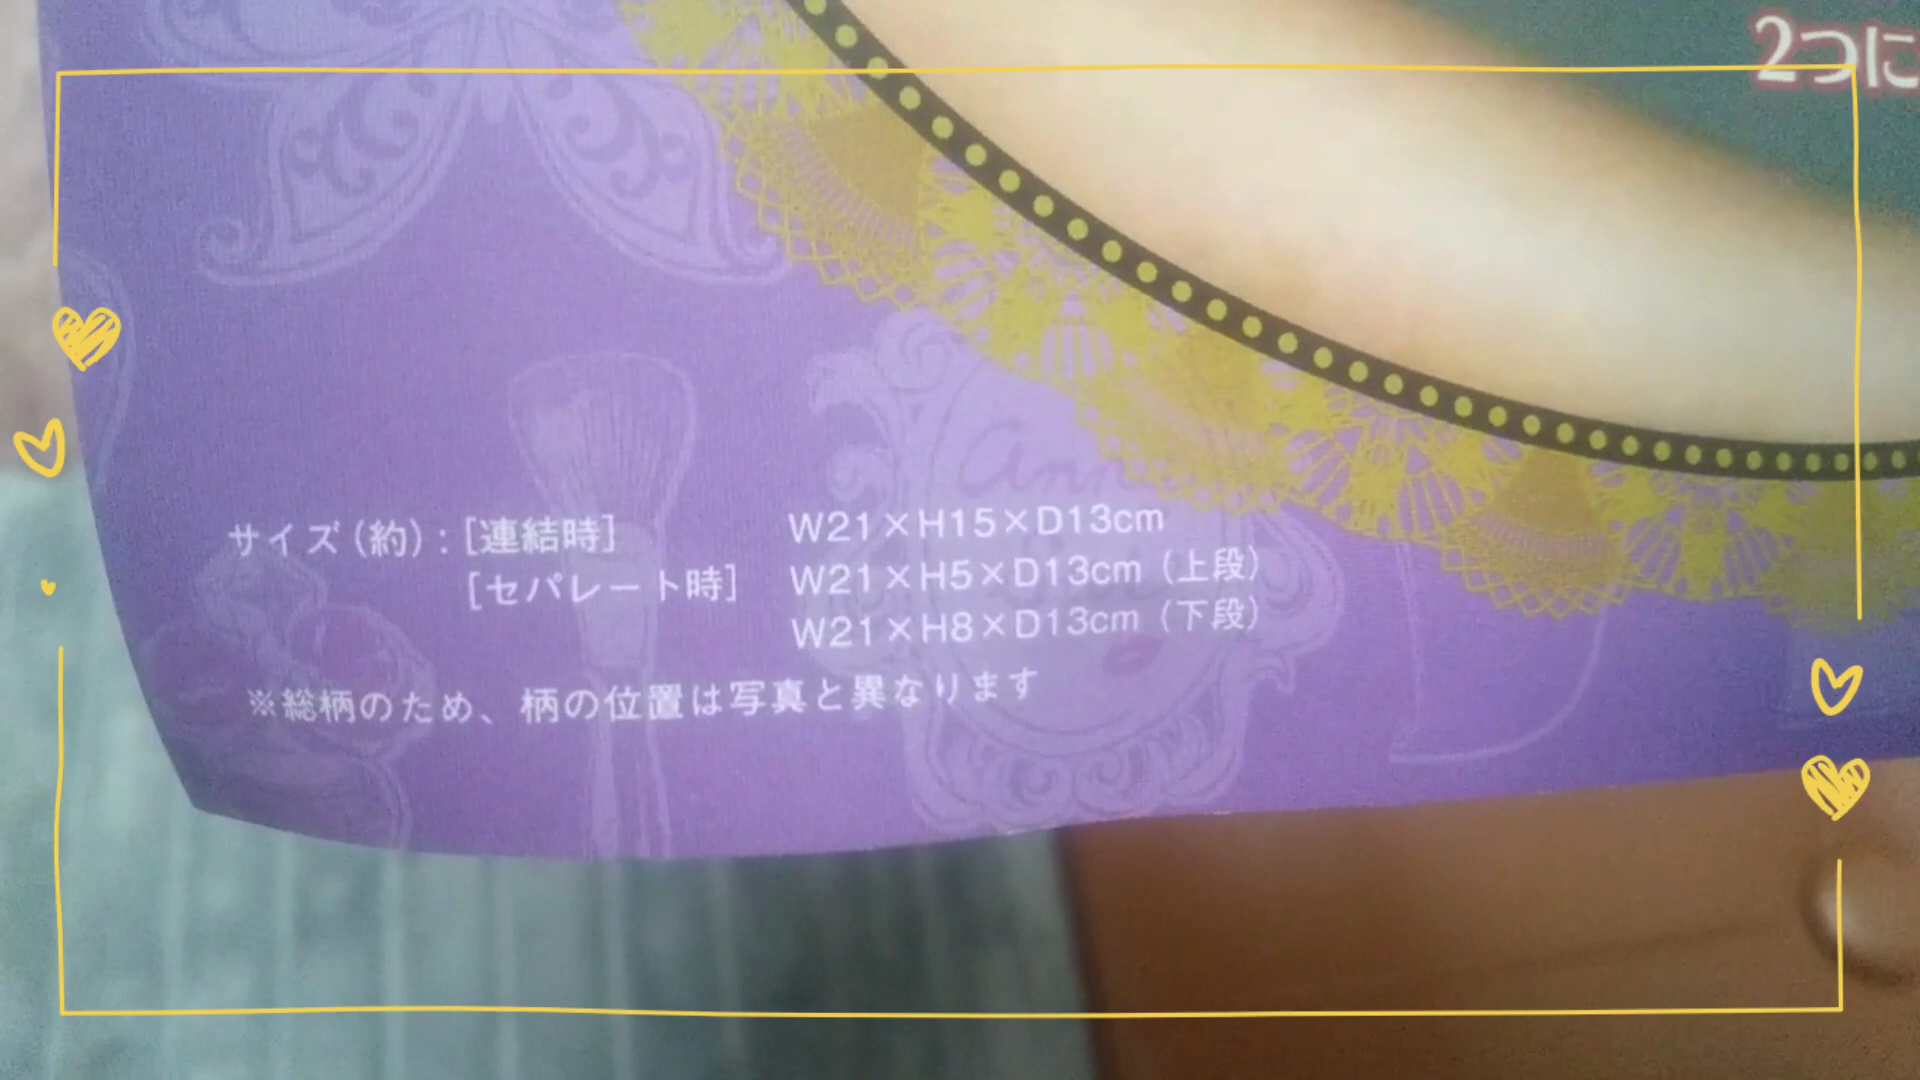 2つに
サイズ(約):[連結時] W21×H15×D13cm
[セパレート時] W21×H5×D13cm(上段)
W21×H8×D13cm(下段)
※総柄のため、柄の位置は写真と異なります